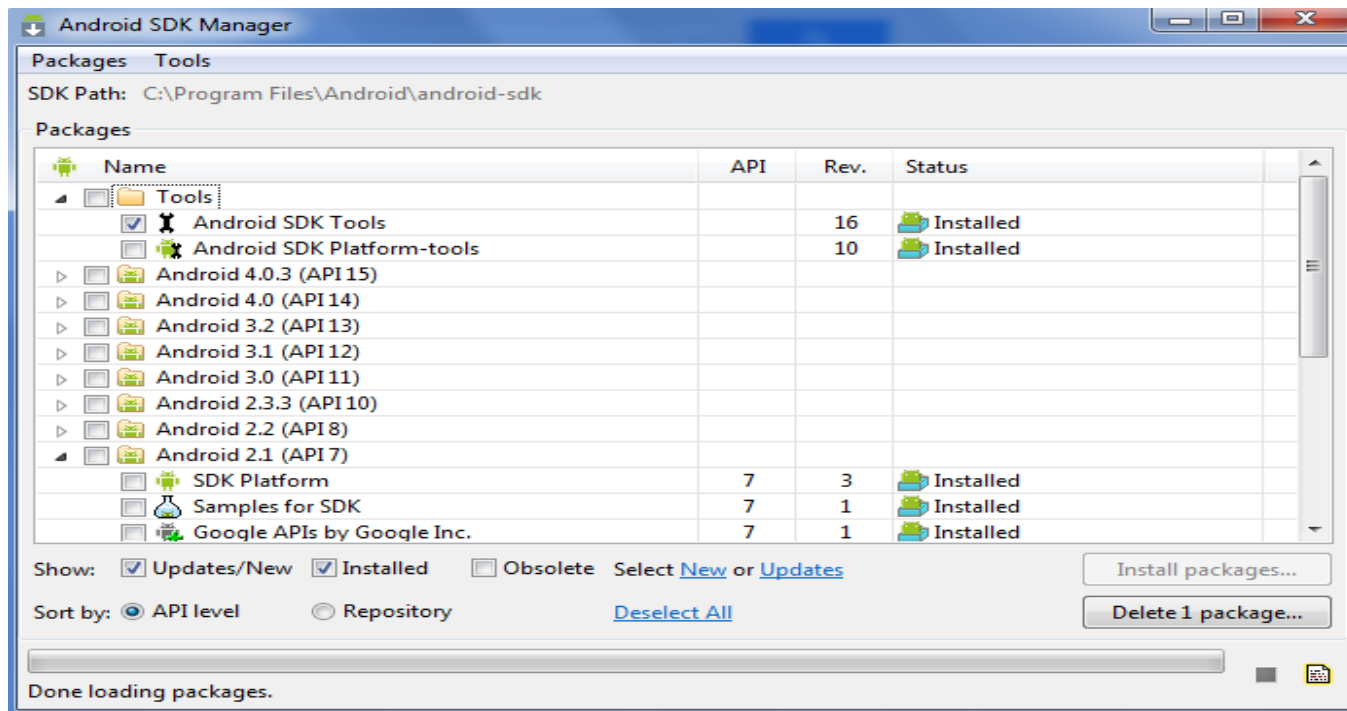 Android SDK Manager
Packages Tools
SDK Path: C:\Program Files\Android\android-sdk
Packages
Name API Rev. Status
Tools
Android SDK Tools 16 Installed
Android SDK Platform-tools 10 Installed
Android 4.0.3 (API 15)
Android 4.0 (API 14)
Android 3.2 (API 13)
Android 3.1 (API 12)
Android 3.0 (API 11)
Android 2.3.3 (API 10)
Android 2.2 (API 8)
Android 2.1 (API 7)
SDK Platform 7 3 Installed
Samples for SDK 7 1 Installed
Google APIs by Google Inc. 7 1 Installed
Show: Updates/New Installed Obsolete Select New or Updates Install packages...
Sort by: API level Repository Deselect All Delete 1 package...
Done loading packages.